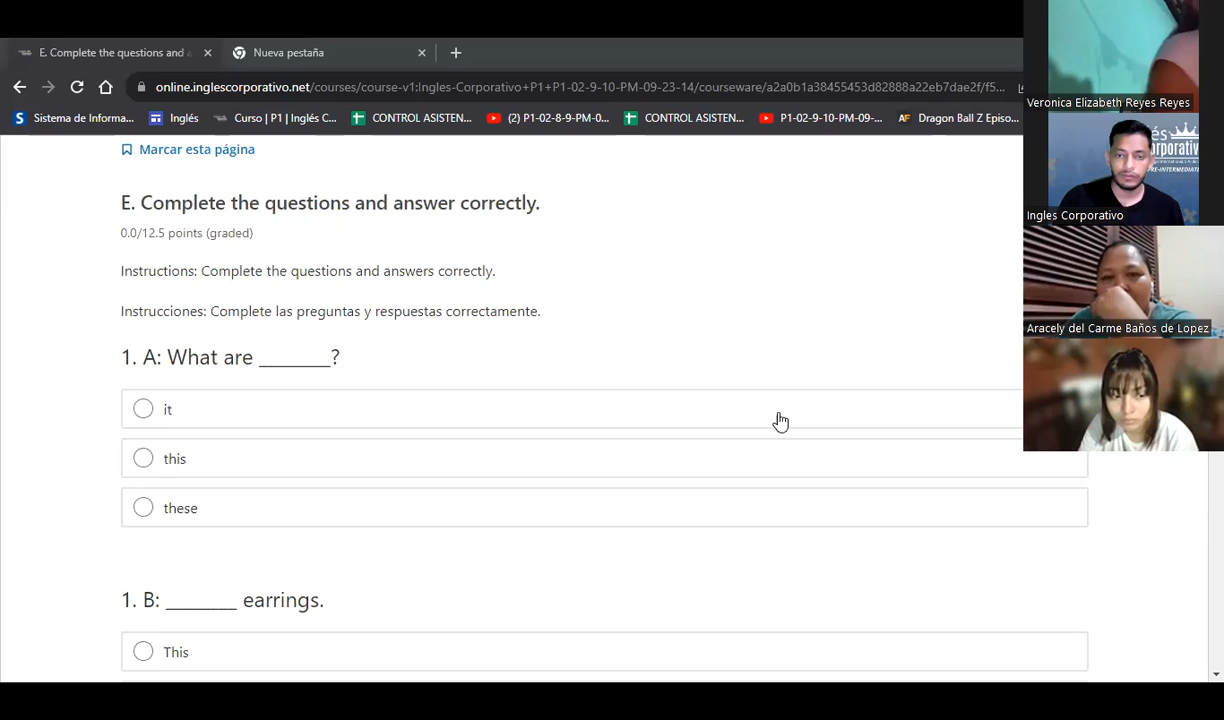 E. Complete the questions and a
Nueva pestaña
online.inglescorporativo.net/courses/course-v1:Ingles-Corporativo+P1+P1-02-9-10-PM-09-23-14/courseware/a2a0b1a38455453d82888a22eb7dae2f/f5...
Sistema de Informa...
Inglés
Curso | P1 | Inglés C...
CONTROL ASISTEN...
(2) P1-02-8-9-PM-0...
CONTROL ASISTEN...
P1-02-9-10-PM-09-...
Dragon Ball Z Episo...
Veronica Elizabeth Reyes Reyes
Marcar esta página
E. Complete the questions and answer correctly.
0.0/12.5 points (graded)
Ingles Corporativo
Instructions: Complete the questions and answers correctly.
Instrucciones: Complete las preguntas y respuestas correctamente.
Aracely del Carme Baños de Lopez
1. A: What are ________?
it
this
these
1. B: ________ earrings.
This